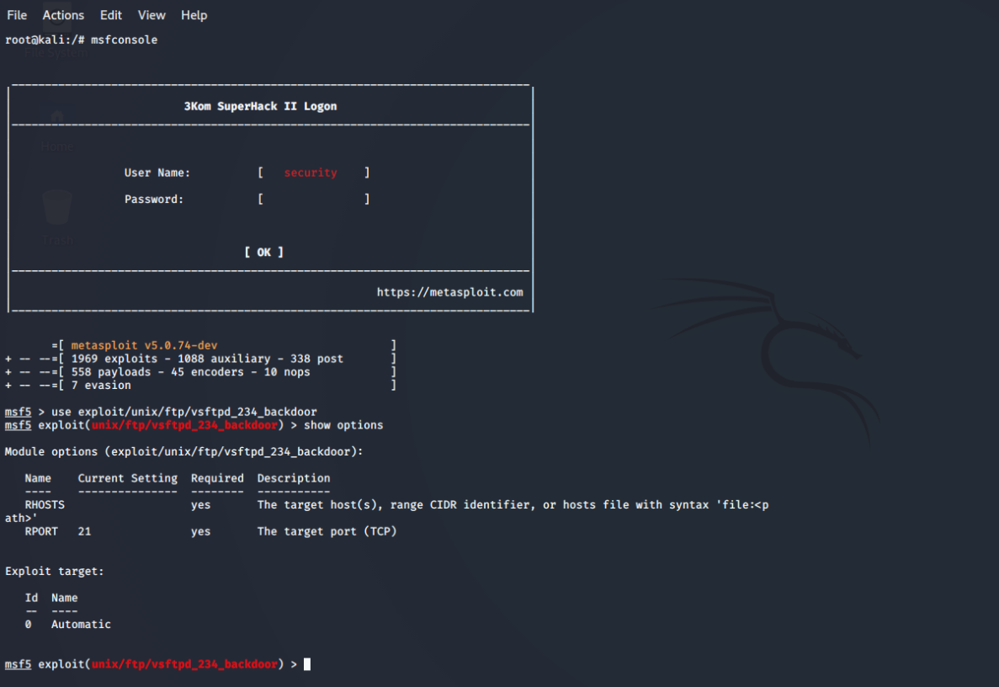 File Actions Edit View Help
root@kali:/# msfconsole
File System
3Kom SuperHack II Logon
Home
User Name: [ security ]
Password: [ ]
Trash
[ OK ]
https://metasploit.com
=[ metasploit v5.0.74-dev ]
+ -- --=[ 1969 exploits - 1088 auxiliary - 338 post ]
+ -- --=[ 558 payloads - 45 encoders - 10 nops ]
+ -- --=[ 7 evasion ]
msf5 > use exploit/unix/ftp/vsftpd_234_backdoor
msf5 exploit(unix/ftp/vsftpd_234_backdoor) > show options
Module options (exploit/unix/ftp/vsftpd_234_backdoor):
Name Current Setting Required Description
---- --------------- -------- -----------
RHOSTS yes The target host(s), range CIDR identifier, or hosts file with syntax 'file:<p
ath>'
RPORT 21 yes The target port (TCP)
Exploit target:
Id Name
-- ----
0 Automatic
msf5 exploit(unix/ftp/vsftpd_234_backdoor) >